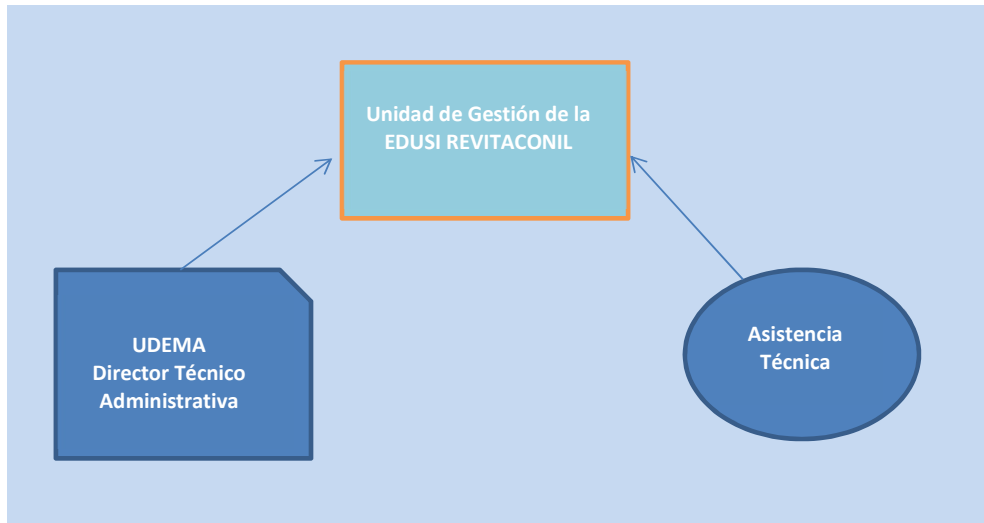 Unidad de Gestión de la
EDUSI REVITACONIL
UDEMA
Director Técnico
Administrativa
Asistencia
Técnica